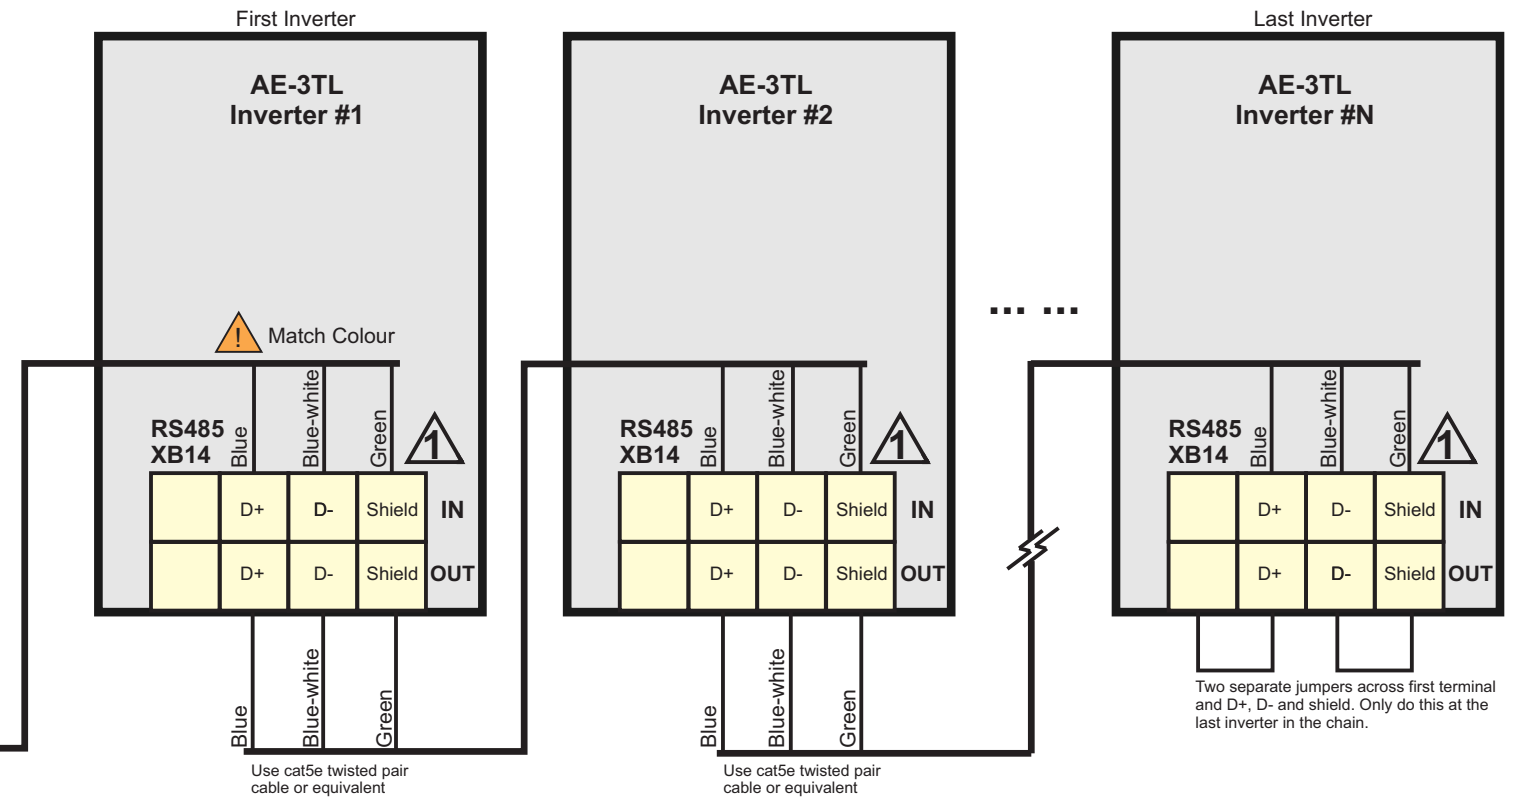 First Inverter
Last Inverter
AE-3TL
Inverter #1
AE-3TL
Inverter #2
AE-3TL
Inverter #N
... ...
! Match Colour
RS485
XB14
Blue
Blue-white
Green
1
D+ D- Shield IN
D+ D- Shield OUT
Blue
Blue-white
Green
Use cat5e twisted pair
cable or equivalent
RS485
XB14
Blue
Blue-white
Green
1
D+ D- Shield IN
D+ D- Shield OUT
Blue
Blue-white
Green
Use cat5e twisted pair
cable or equivalent
RS485
XB14
Blue
Blue-white
Green
1
D+ D- Shield IN
D+ D- Shield OUT
Two separate jumpers across first terminal
and D+, D- and shield. Only do this at the
last inverter in the chain.